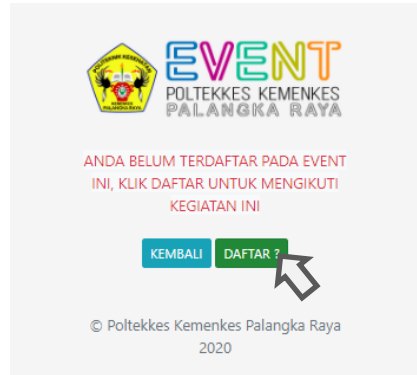 POLITEKNIK KESEHATAN
KEMENKES
PALANGKA RAYA
EVENT
POLTEKKES KEMENKES
PALANGKA RAYA
ANDA BELUM TERDAFTAR PADA EVENT
INI, KLIK DAFTAR UNTUK MENGIKUTI
KEGIATAN INI
KEMBALI
DAFTAR ?
© Poltekkes Kemenkes Palangka Raya
2020